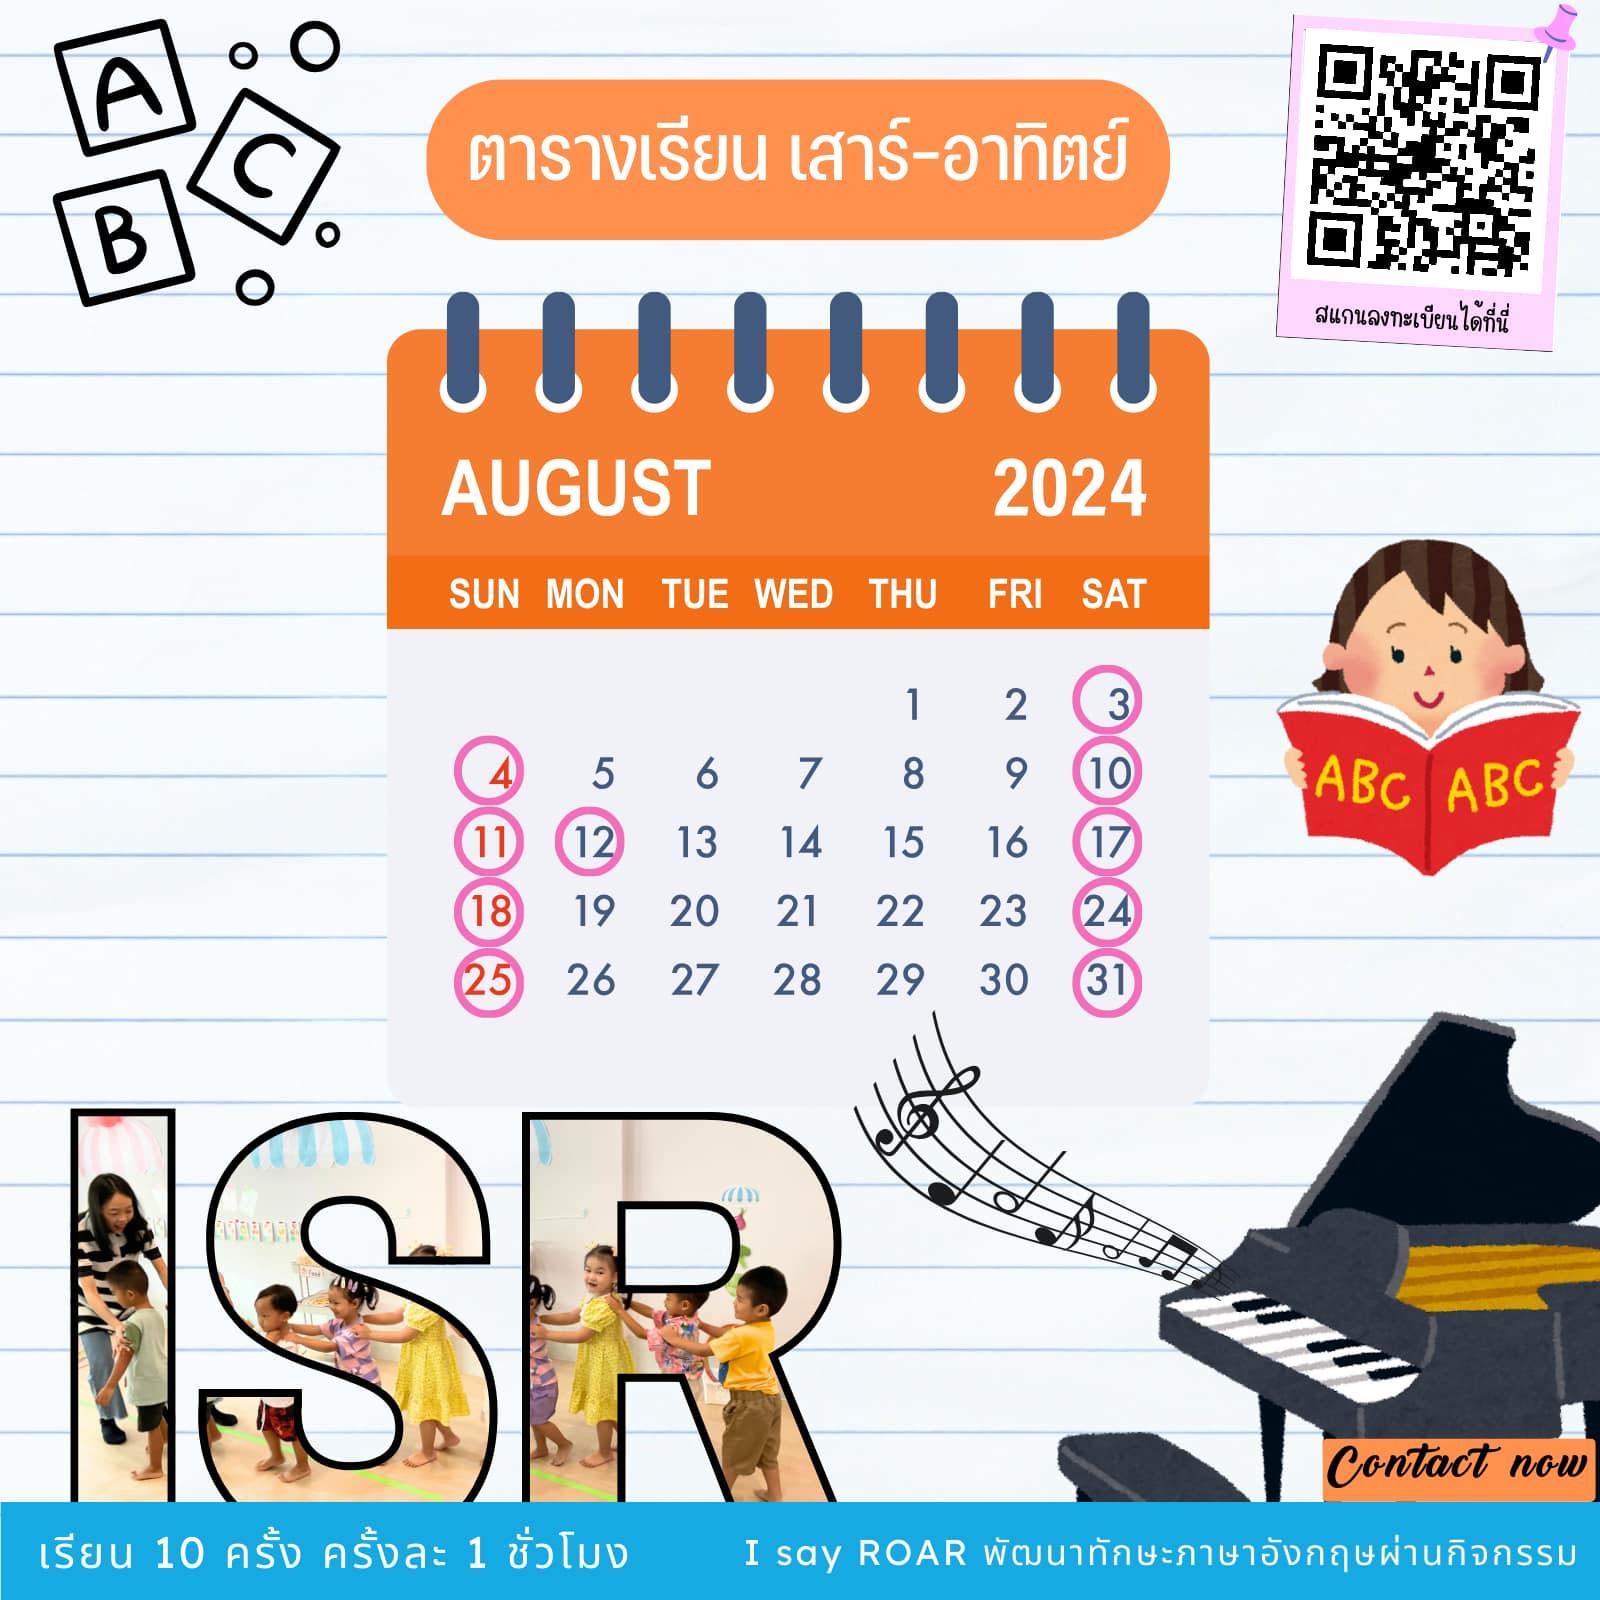 A
C
B
ตารางเรียน เสาร์-อาทิตย์
สแกนลงทะเบียนได้ที่นี่
AUGUST 2024
SUN MON TUE WED THU FRI SAT
1 2 3
4 5 6 7 8 9 10
11 12 13 14 15 16 17
18 19 20 21 22 23 24
25 26 27 28 29 30 31
ABC ABC
ISR
Contact now
เรียน 10 ครั้ง ครั้งละ 1 ชั่วโมง
I say ROAR พัฒนาทักษะภาษาอังกฤษผ่านกิจกรรม